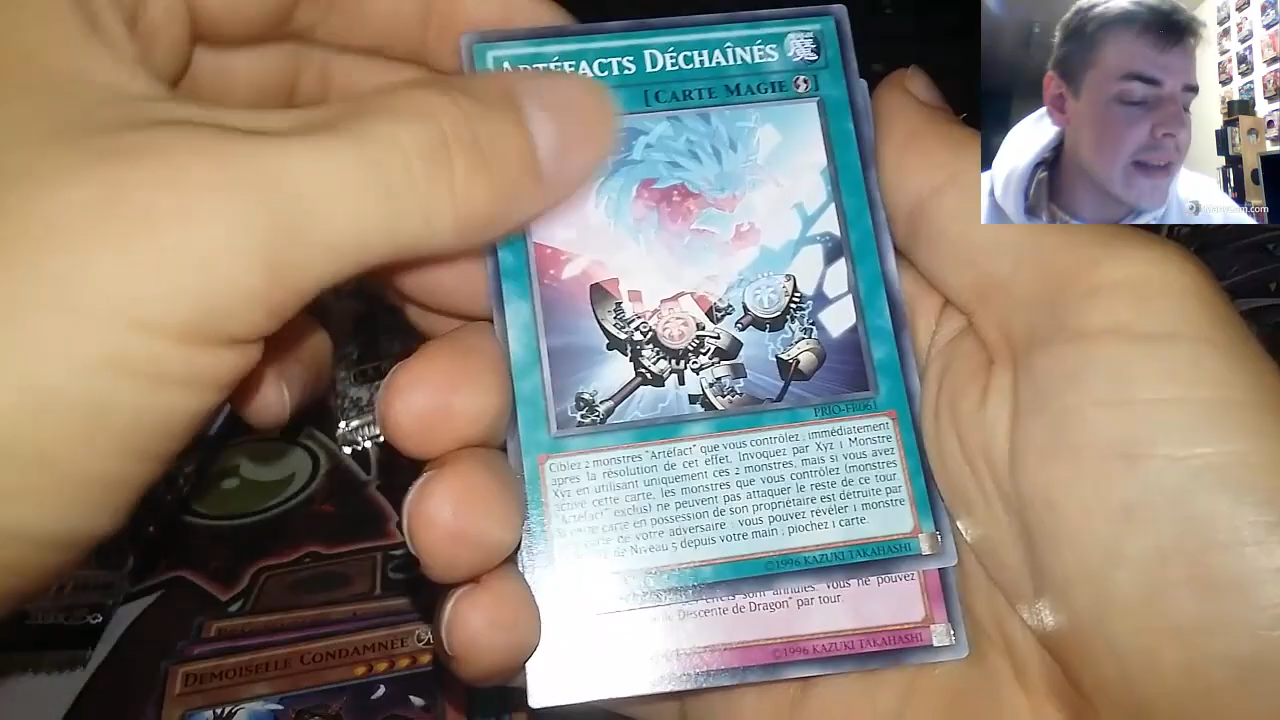 ARTÉFACTS DÉCHAÎNÉS 魔
[CARTE MAGIE]
PRIO-FR061
Ciblez 2 monstres "Artéfact" que vous contrôlez ; immédiatement
après la résolution de cet effet, Invoquez par Xyz 1 Monstre
Xyz en utilisant uniquement ces 2 monstres, mais si vous avez
activé cette carte, les monstres que vous contrôlez (monstres
"Artéfact" exclus) ne peuvent pas attaquer le reste de ce tour.
cette carte en possession de son propriétaire est détruite par
carte de votre adversaire : vous pouvez révéler 1 monstre
de Niveau 5 depuis votre main ; piochez 1 carte.
©1996 KAZUKI TAKAHASHI
effets sont annulés. Vous ne pouvez
Descente de Dragon" par tour.
©1996 KAZUKI TAKAHASHI
DEMOISELLE CONDAMNÉE
ManyCam.com